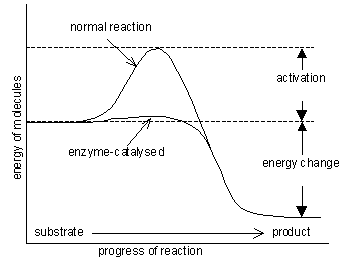 normal reaction
activation
energy of molecules
enzyme-catalysed
energy change
substrate
product
progress of reaction